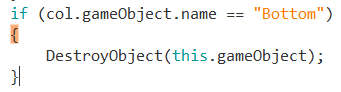 if (col.gameObject.name == "Bottom")
{
    DestroyObject(this.gameObject);
}